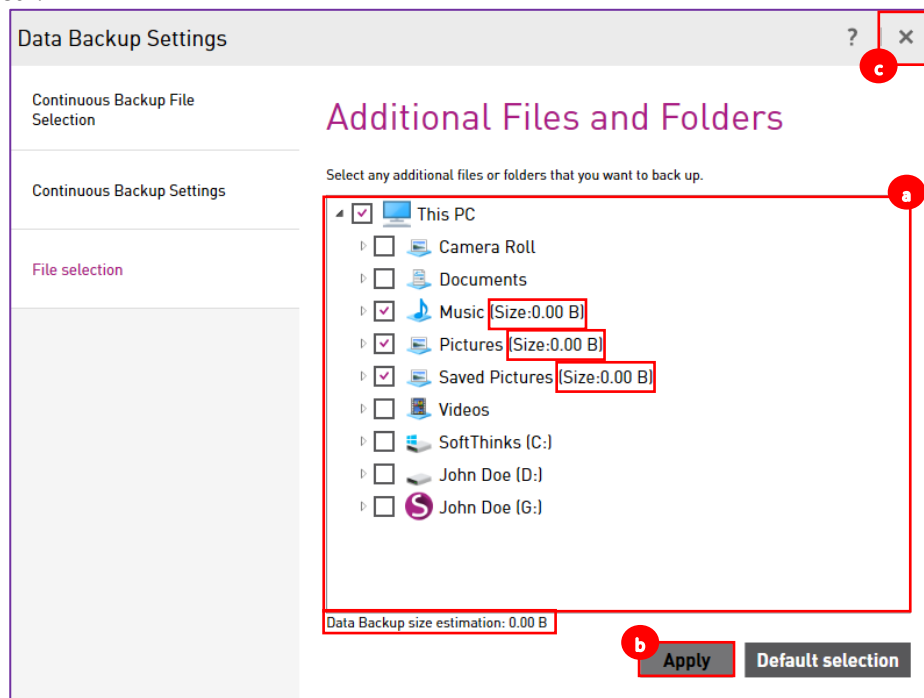 Data Backup Settings ? ×
c
Continuous Backup File
Selection
Continuous Backup Settings
File selection
Additional Files and Folders
Select any additional files or folders that you want to back up.
a
This PC
Camera Roll
Documents
Music (Size:0.00 B)
Pictures (Size:0.00 B)
Saved Pictures (Size:0.00 B)
Videos
SoftThinks (C:)
John Doe (D:)
S John Doe (G:)
Data Backup size estimation: 0.00 B
b
Apply Default selection